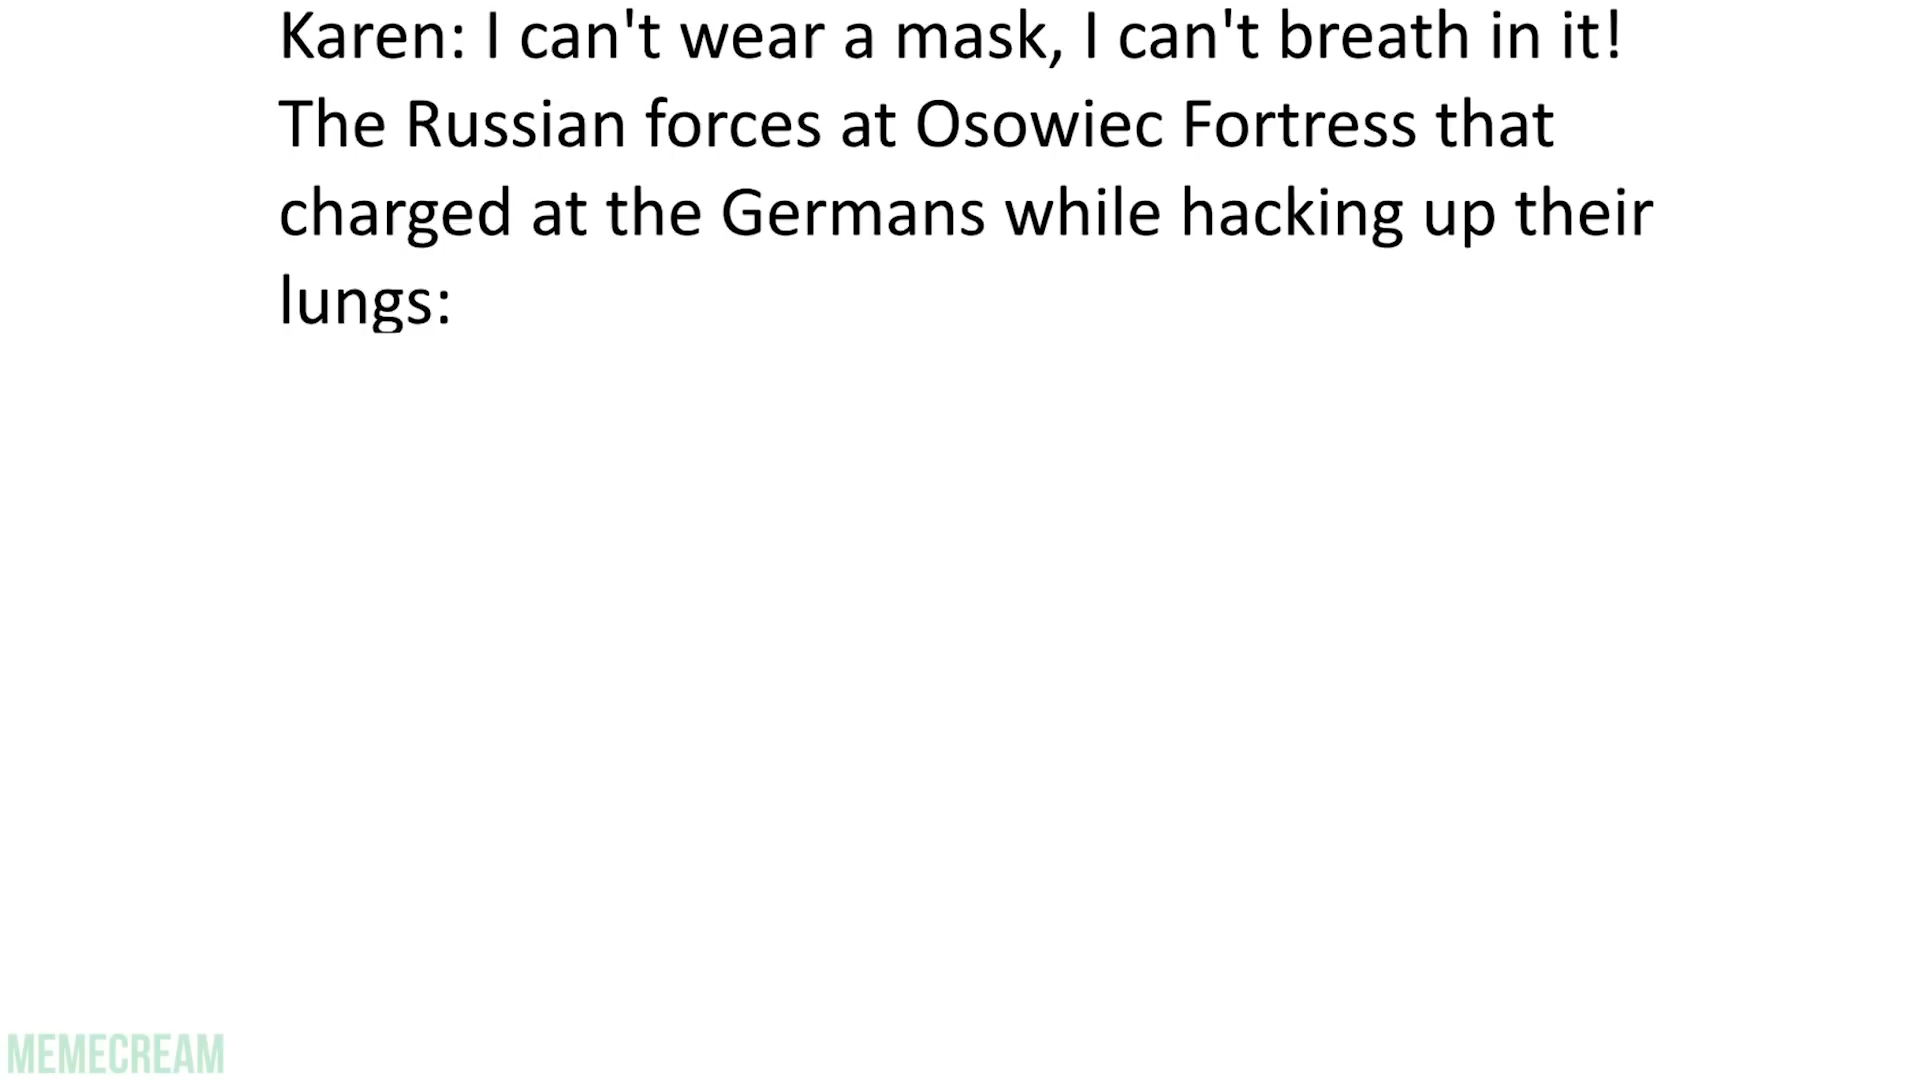 Karen: I can't wear a mask, I can't breath in it!
The Russian forces at Osowiec Fortress that
charged at the Germans while hacking up their
lungs:
MEMECREAM